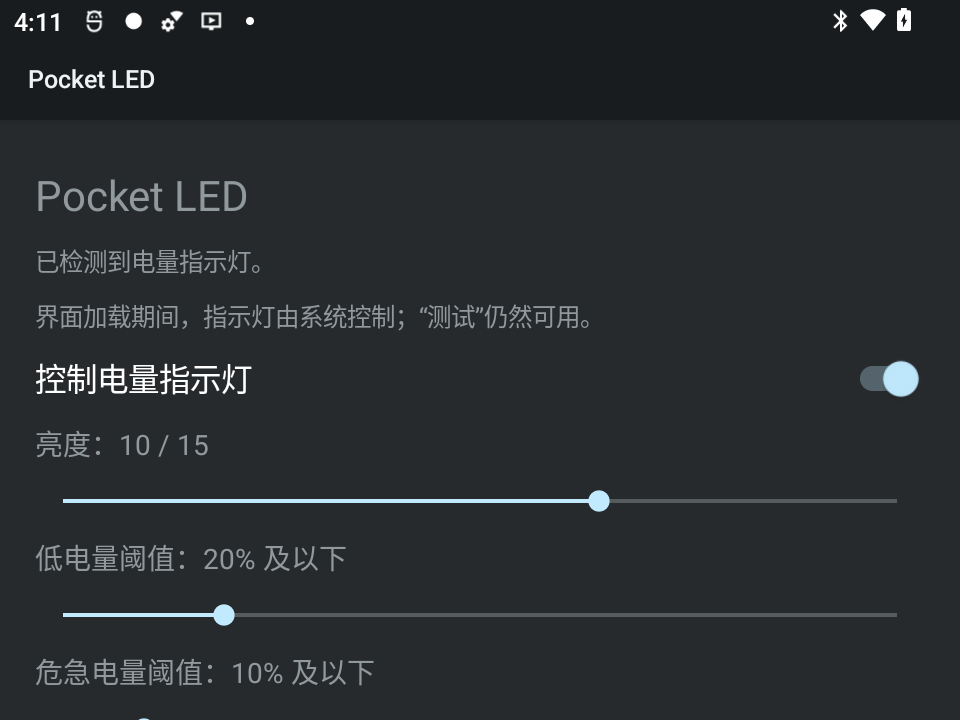 4:11
Pocket LED
Pocket LED
已检测到电量指示灯。
界面加载期间，指示灯由系统控制；“测试”仍然可用。
控制电量指示灯
亮度：10 / 15
低电量阈值：20% 及以下
危急电量阈值：10% 及以下